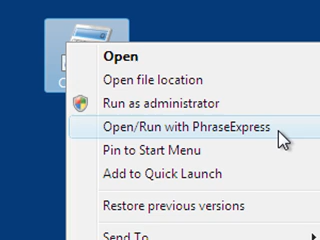 Open
Open file location
Run as administrator
Open/Run with PhraseExpress
Pin to Start Menu
Add to Quick Launch
Restore previous versions
Send To